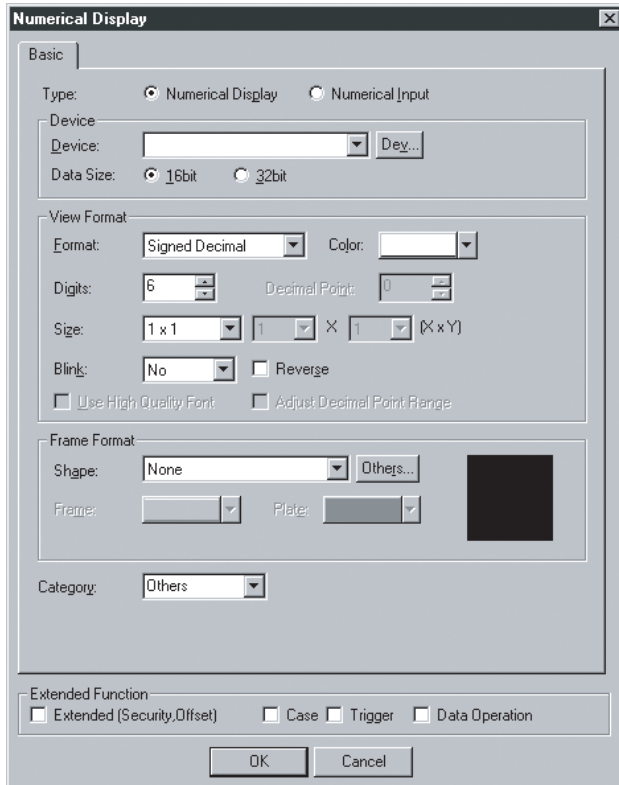 Numerical Display
Basic
Type: Numerical Display Numerical Input
Device
Device: Dev...
Data Size: 16bit 32bit
View Format
Format: Signed Decimal Color:
Digits: 6 Decimal Point: 0
Size: 1 x 1 1 X 1 (X x Y)
Blink: No Reverse
Use High Quality Font Adjust Decimal Point Range
Frame Format
Shape: None Others...
Frame: Plate:
Category: Others
Extended Function
Extended (Security,Offset) Case Trigger Data Operation
OK Cancel